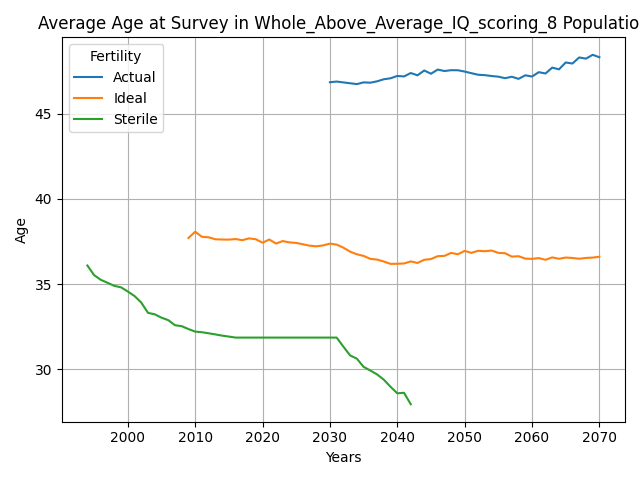 Average Age at Survey in Whole_Above_Average_IQ_scoring_8 Populatio
Fertility
Actual
Ideal
Sterile
45
40
35
30
Age
2000 2010 2020 2030 2040 2050 2060 2070
Years